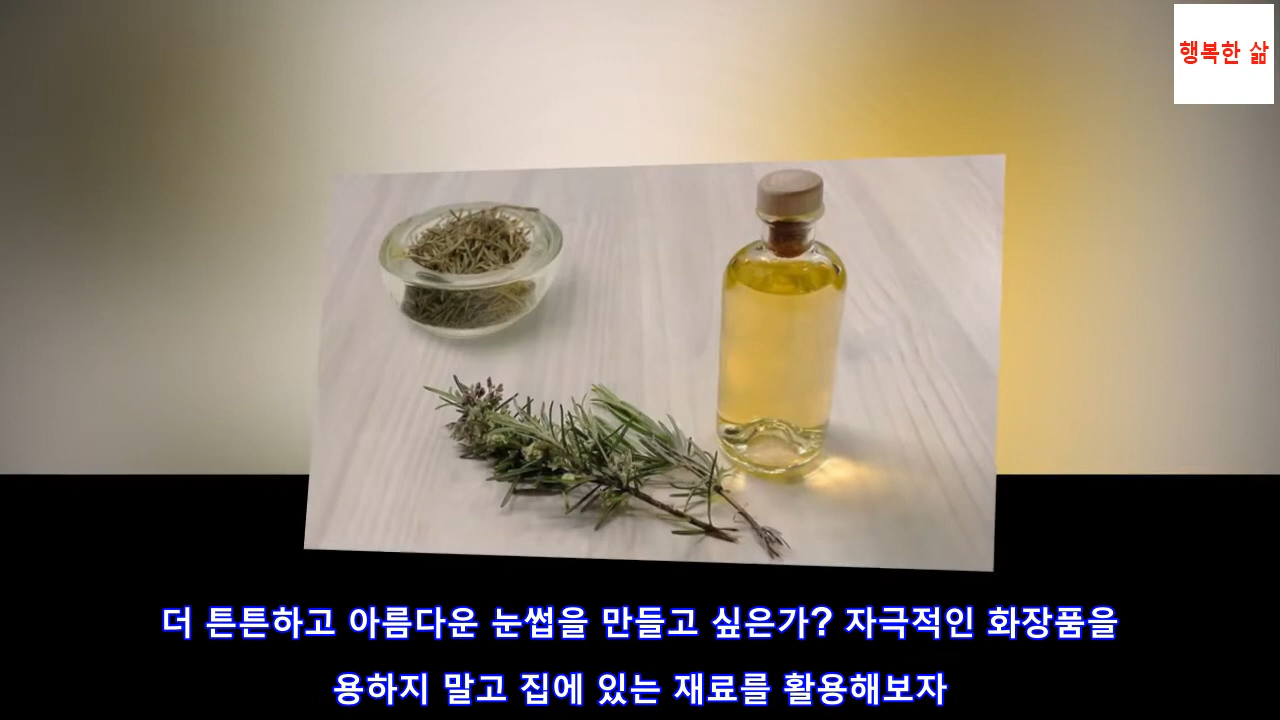 행복한 삶
더 튼튼하고 아름다운 눈썹을 만들고 싶은가? 자극적인 화장품을
용하지 말고 집에 있는 재료를 활용해보자